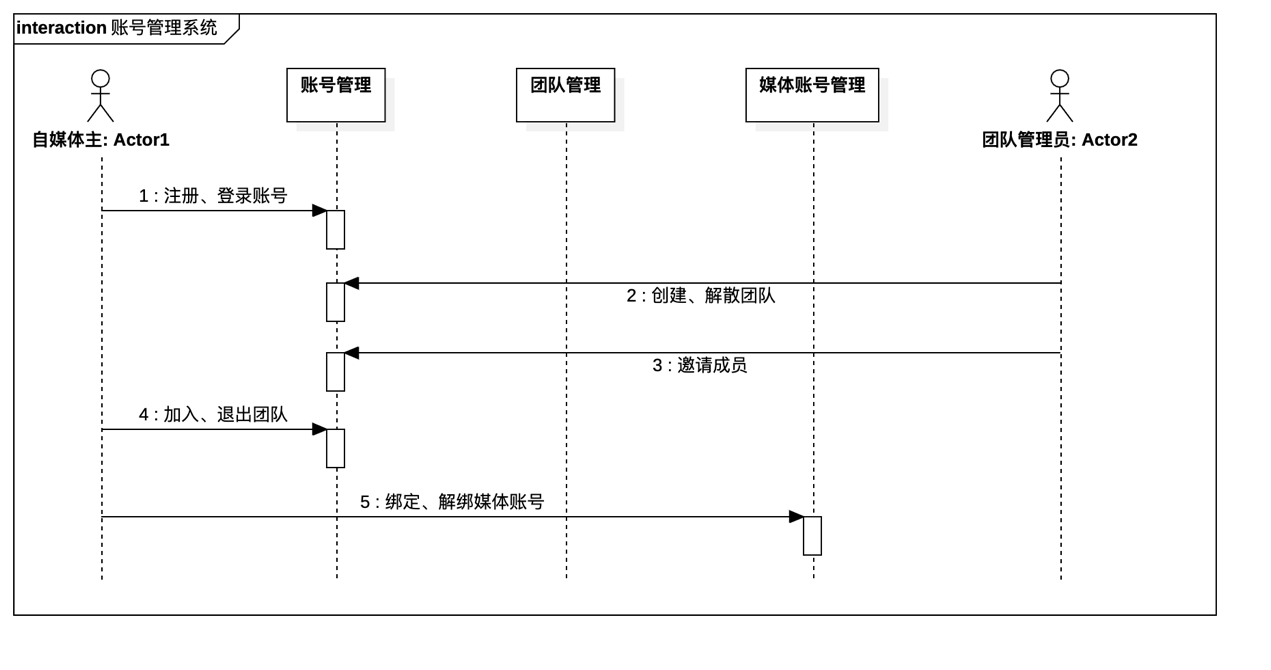 interaction 账号管理系统
账号管理
团队管理
媒体账号管理
自媒体主: Actor1
团队管理员: Actor2
1 : 注册、登录账号
2 : 创建、解散团队
3 : 邀请成员
4 : 加入、退出团队
5 : 绑定、解绑媒体账号